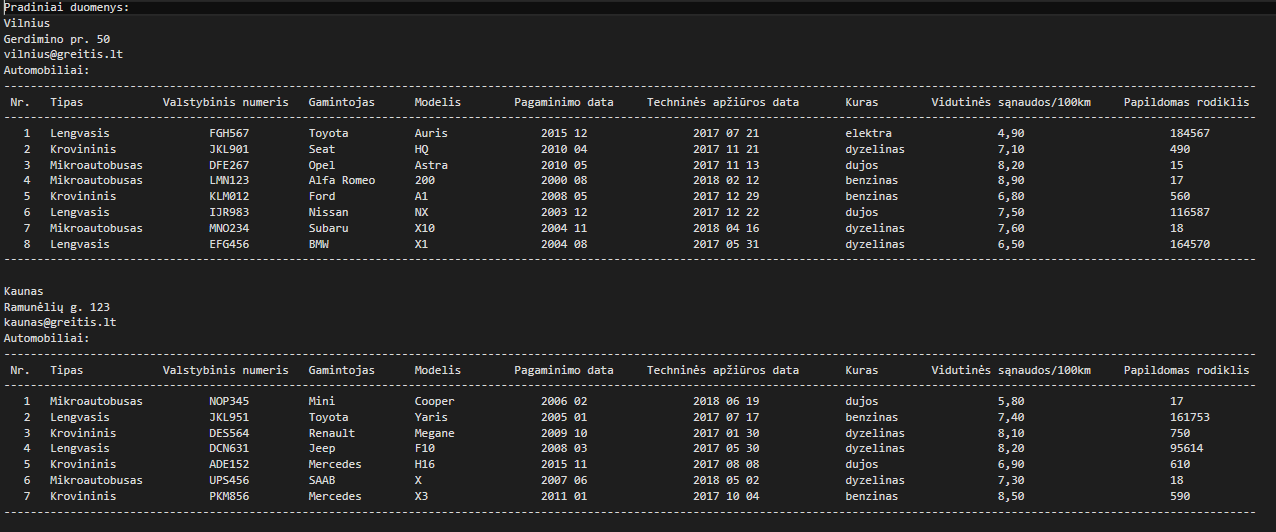 Pradiniai duomenys:
Vilnius
Gerdimino pr. 50
vilnius@greitis.lt
Automobiliai:
Nr. Tipas Valstybinis numeris Gamintojas Modelis Pagaminimo data Techninės apžiūros data Kuras Vidutinės sąnaudos/100km Papildomas rodiklis
1 Lengvasis FGH567 Toyota Auris 2015 12 2017 07 21 elektra 4,90 184567
2 Krovininis JKL901 Seat HQ 2010 04 2017 11 21 dyzelinas 7,10 490
3 Mikroautobusas DFE267 Opel Astra 2010 05 2017 11 13 dujos 8,20 15
4 Mikroautobusas LMN123 Alfa Romeo 200 2000 08 2018 02 12 benzinas 8,90 17
5 Krovininis KLM012 Ford A1 2008 05 2017 12 29 benzinas 6,80 560
6 Lengvasis IJR983 Nissan NX 2003 12 2017 12 22 dujos 7,50 116587
7 Mikroautobusas MNO234 Subaru X10 2004 11 2018 04 16 dyzelinas 7,60 18
8 Lengvasis EFG456 BMW X1 2004 08 2017 05 31 dyzelinas 6,50 164570
Kaunas
Ramunėlių g. 123
kaunas@greitis.lt
Automobiliai:
Nr. Tipas Valstybinis numeris Gamintojas Modelis Pagaminimo data Techninės apžiūros data Kuras Vidutinės sąnaudos/100km Papildomas rodiklis
1 Mikroautobusas NOP345 Mini Cooper 2006 02 2018 06 19 dujos 5,80 17
2 Lengvasis JKL951 Toyota Yaris 2005 01 2017 07 17 benzinas 7,40 161753
3 Krovininis DES564 Renault Megane 2009 10 2017 01 30 dyzelinas 8,10 750
4 Lengvasis DCN631 Jeep F10 2008 03 2017 05 30 dyzelinas 8,20 95614
5 Krovininis ADE152 Mercedes H16 2015 11 2017 08 08 dujos 6,90 610
6 Mikroautobusas UPS456 SAAB X 2007 06 2018 05 02 dyzelinas 7,30 18
7 Krovininis PKM856 Mercedes X3 2011 01 2017 10 04 benzinas 8,50 590